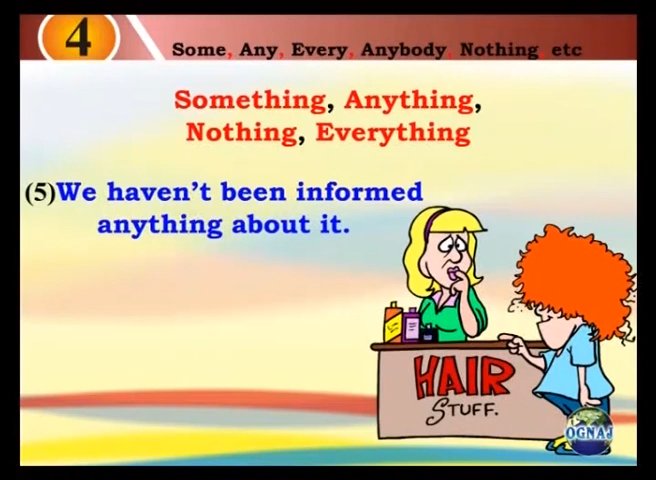 4
Some, Any, Every, Anybody, Nothing etc
Something, Anything,
Nothing, Everything
(5)We haven't been informed
anything about it.
HAIR
STUFF.
OGNAJ